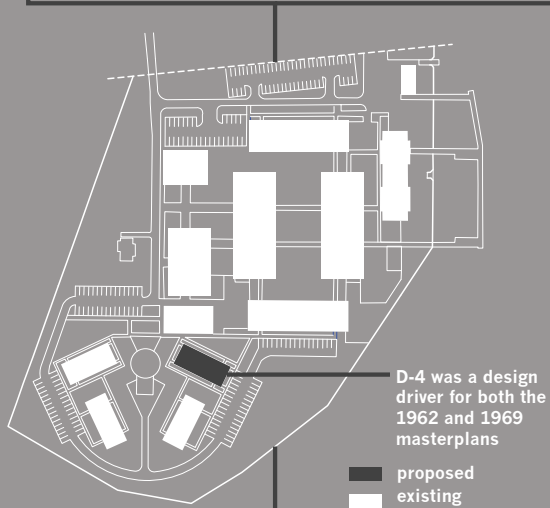 D-4 was a design
driver for both the
1962 and 1969
masterplans
proposed
existing